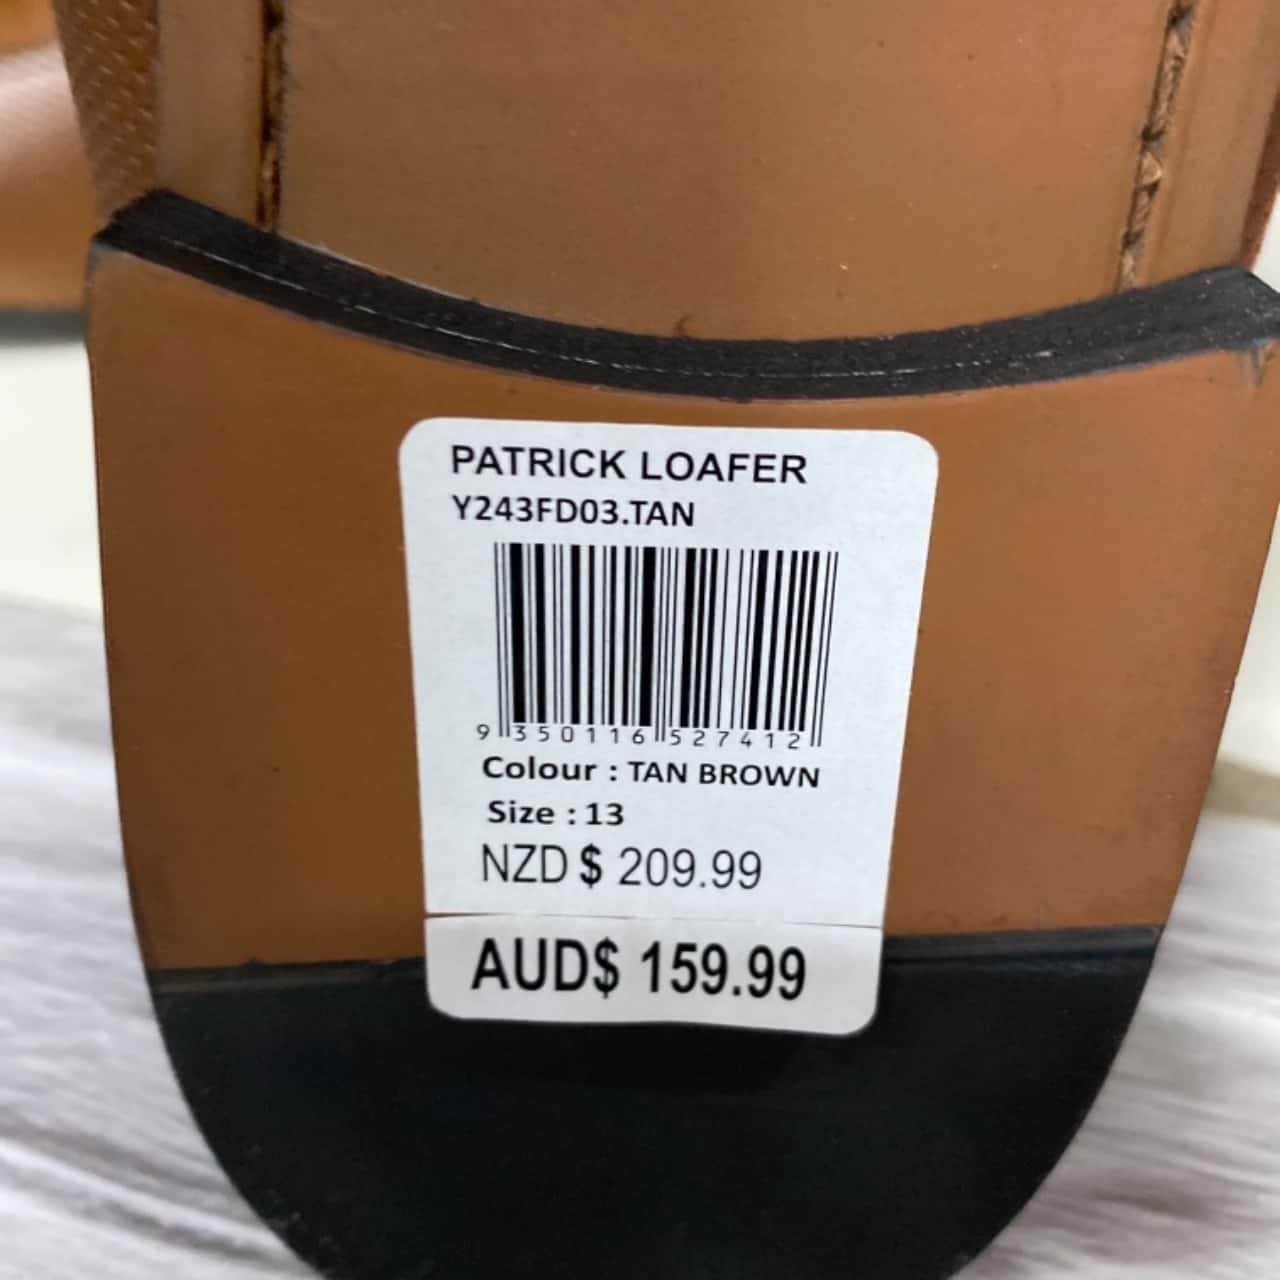 PATRICK LOAFER
Y243FD03.TAN
9 350116 527412
Colour : TAN BROWN
Size : 13
NZD $ 209.99
AUD$ 159.99